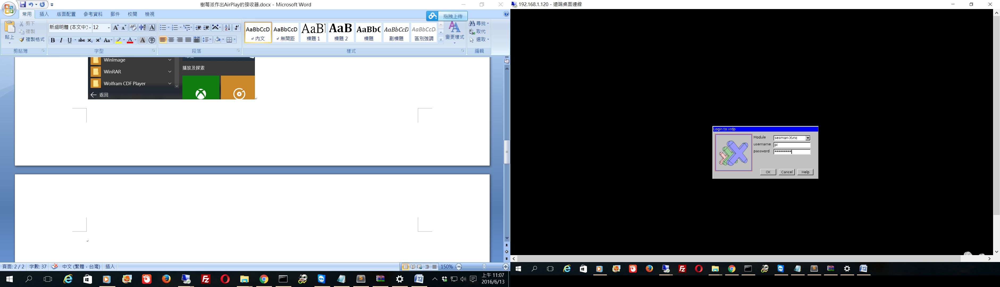 樹莓派作出AirPlay的接收器.docx - Microsoft Word
常用 插入 版面配置 參考資料 郵件 校閱 檢視
拖拽上传
貼上
剪下
複製
複製格式
剪貼簿
新細明體 (本文中文
12
字型
段落
AaBbCcD AaBbCcD AaBl AaB AaBbC AaBbCcD AaBbCcD
內文 無間距 標題 1 標題 2 標題 副標題 區別強調
變更樣式
樣式
尋找
取代
選取
編輯
WinImage
WinRAR
Wolfram CDF Player
返回
播放及探索
頁面: 2 / 2 字數: 37 中文 (繁體，台灣) 插入 150%
上午 11:07
2016/6/13
192.168.1.120 - 遠端桌面連線
Login to xrdp
Module sesman-Xvnc
username pi
password *********
OK Cancel Help